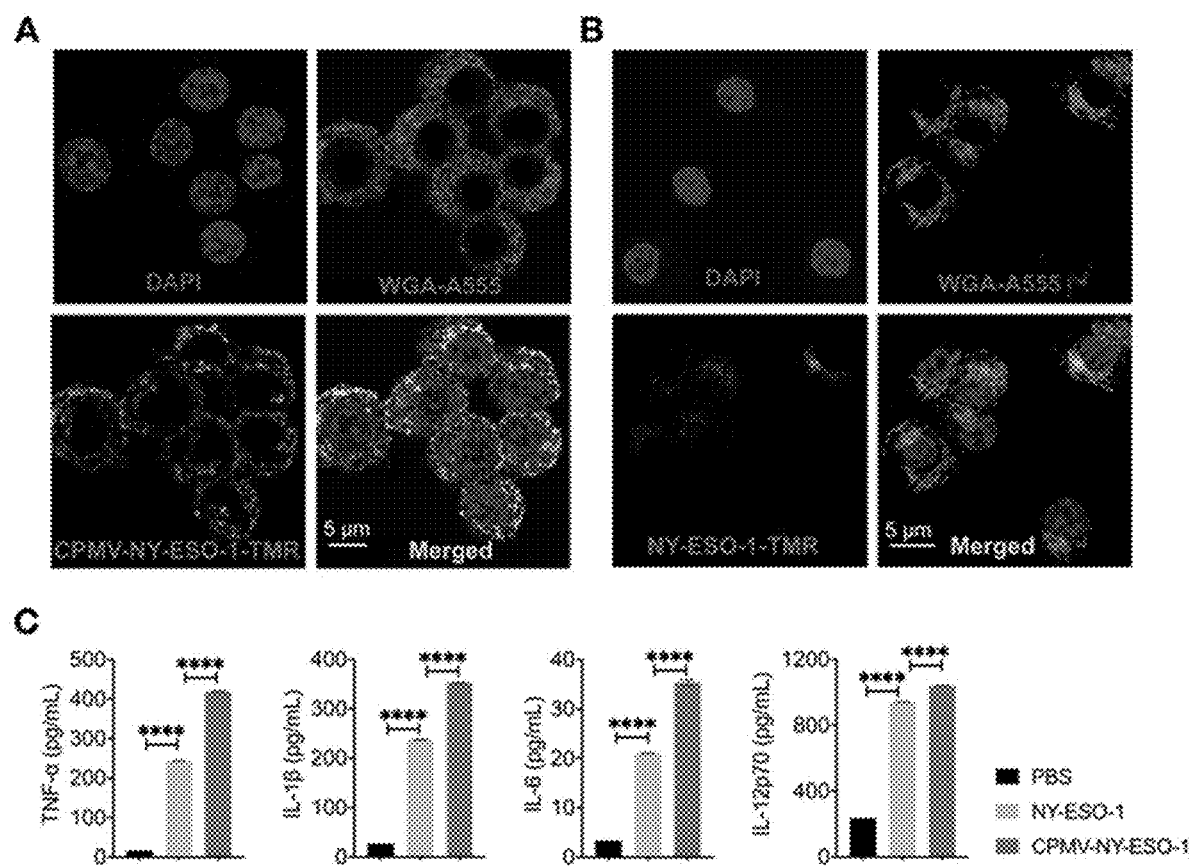 A
B
DAPI
WGA-A555
DAPI
WGA-A555
CPMV-NY-ESO-1-TMR
5 µm
Merged
NY-ESO-1-TMR
5 µm
Merged
C
TNF-α (pg/mL)
500
400
300
200
100
0
****
****
IL-1β (pg/mL)
400
300
200
100
0
****
****
IL-6 (pg/mL)
40
30
20
10
0
****
****
IL-12p70 (pg/mL)
1200
800
400
0
****
****
PBS
NY-ESO-1
CPMV-NY-ESO-1